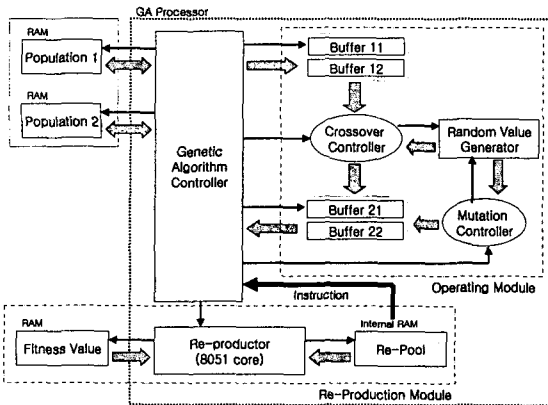 GA Processor
RAM
Population 1
RAM
Population 2
Genetic
Algorithm
Controller
Buffer 11
Buffer 12
Crossover
Controller
Random Value
Generator
Buffer 21
Buffer 22
Mutation
Controller
Operating Module
Instruction
RAM
Fitness Value
Re-productor
(8051 core)
Internal RAM
Re-Pool
Re-Production Module